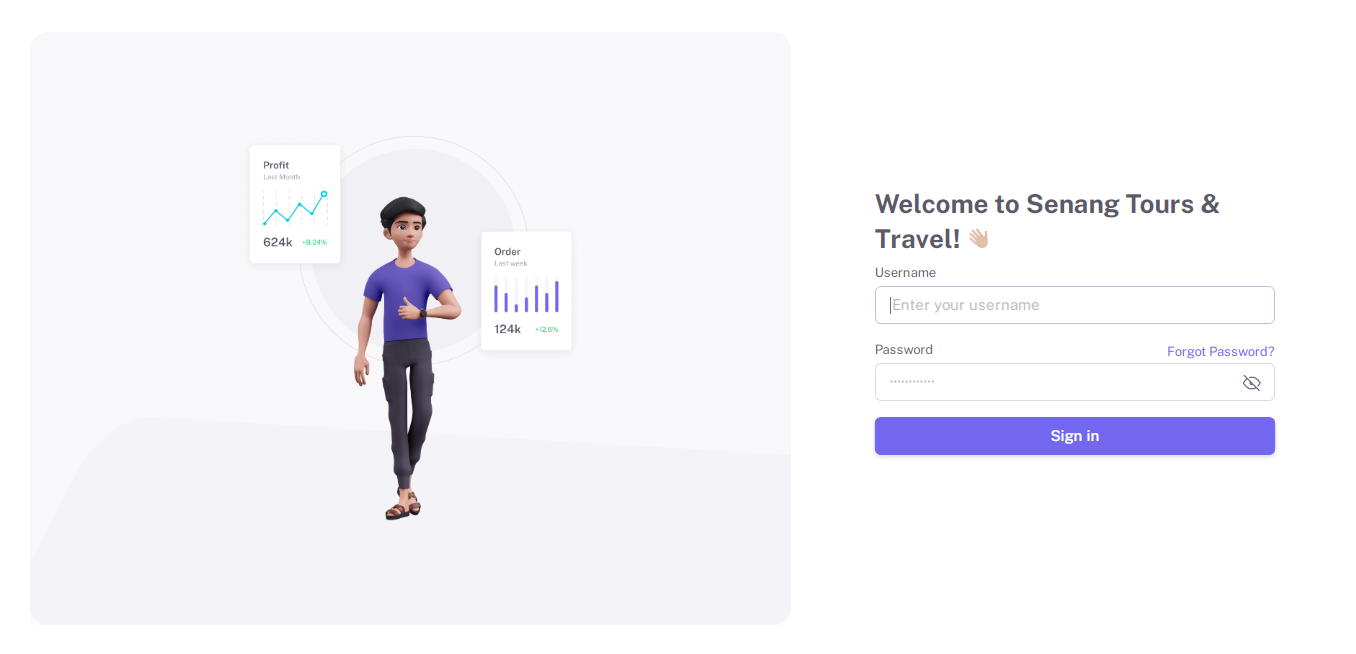 Profit
Last Month
624k +8.24%
Order
Last week
124k +12.6%
Welcome to Senang Tours &
Travel! 👋🏼
Username
Enter your username
Password Forgot Password?
············
Sign in